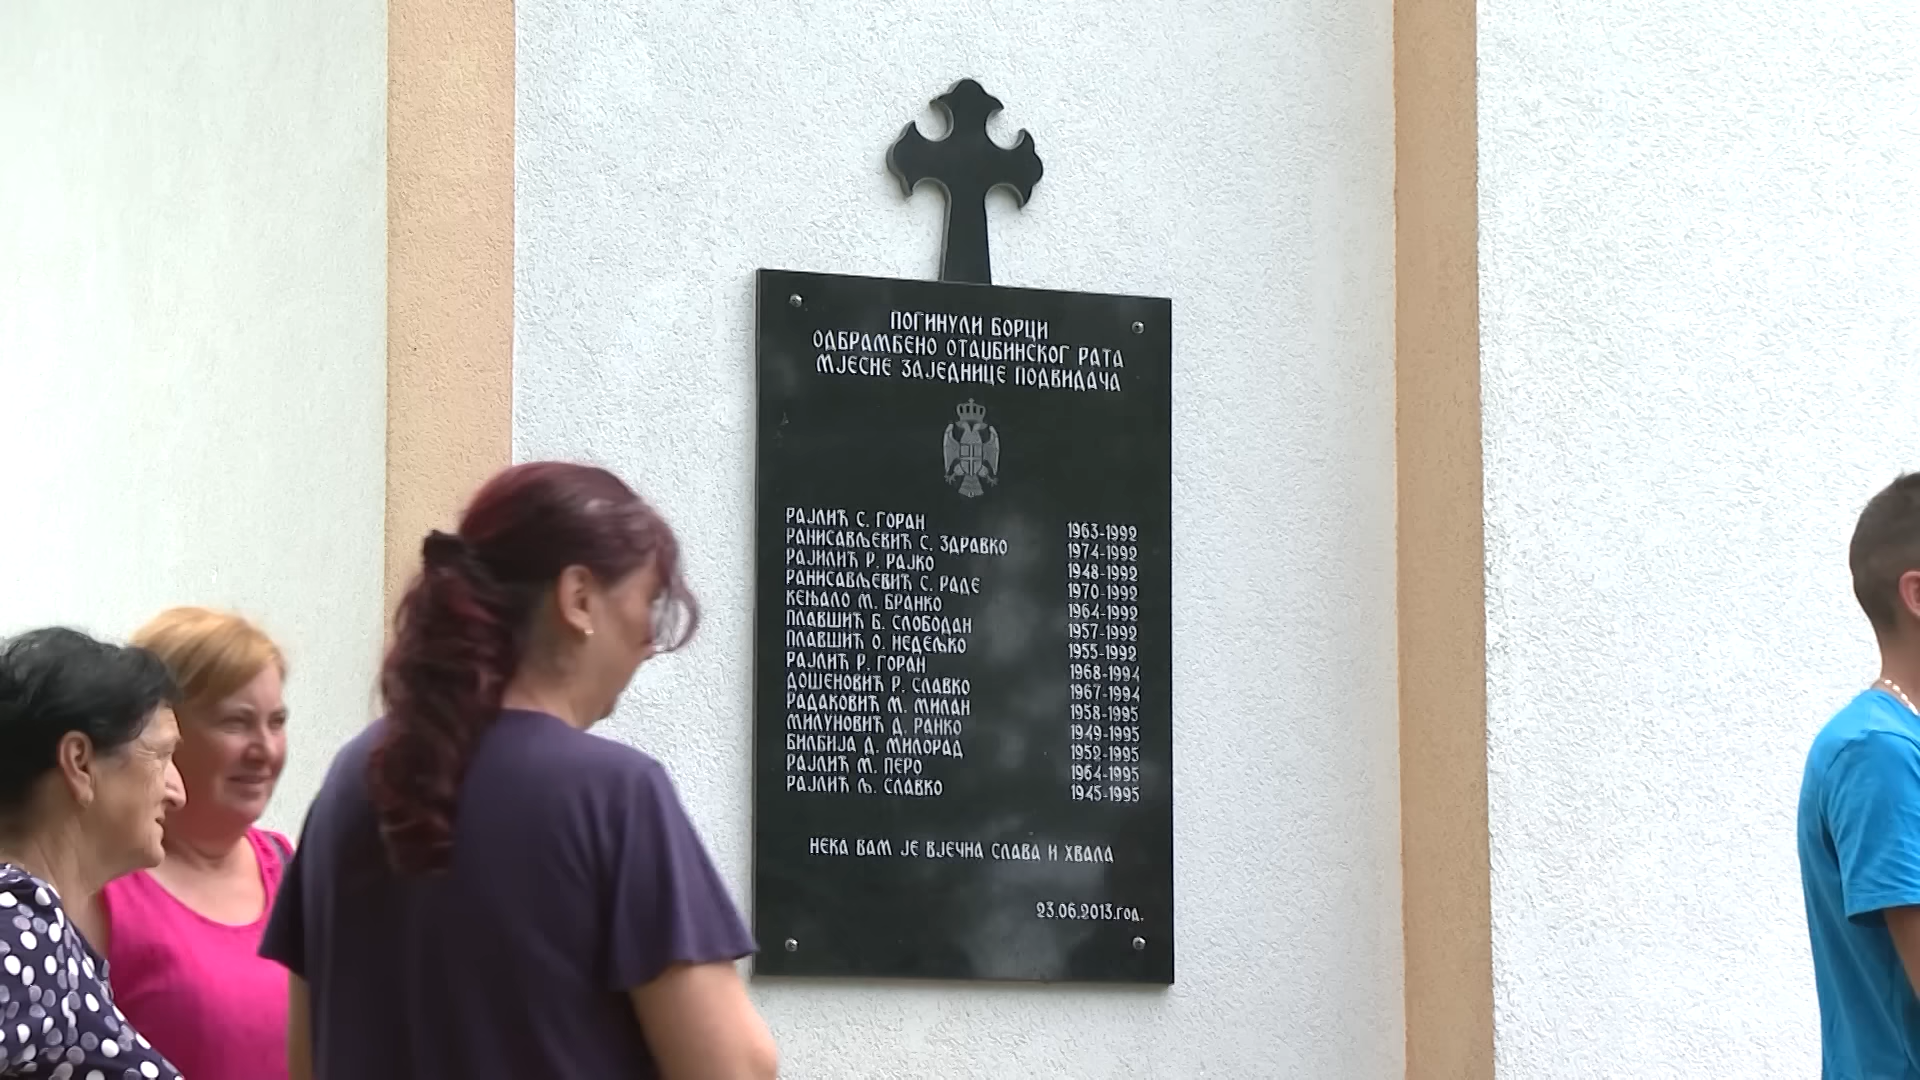 ПОГИНУЛИ БОРЦИ
ОДБРАМБЕНО ОТАЏБИНСКОГ РАТА
МЈЕСНЕ ЗАЈЕДНИЦЕ ПОДВИДАЧА
РАЈЛИЋ С. ГОРАН 1963-1992
РАНИСАВЉЕВИЋ С. ЗДРАВКО 1974-1992
РАЈИЛИЋ Р. РАЈКО 1948-1992
РАНИСАВЉЕВИЋ С. РАДЕ 1970-1992
КЕЊАЛО М. БРАНКО 1964-1992
ПЛАВШИЋ Б. СЛОБОДАН 1957-1992
ПЛАВШИЋ О. НЕДЕЉКО 1955-1992
РАЈЛИЋ Р. ГОРАН 1968-1994
ДОШЕНОВИЋ Р. СЛАВКО 1967-1994
РАДАКОВИЋ М. МИЛАН 1958-1995
МИЛУНОВИЋ Д. РАНКО 1949-1995
БИЛБИЈА Д. МИЛОРАД 1952-1995
РАЈЛИЋ М. ПЕРО 1964-1995
РАЈЛИЋ Љ. СЛАВКО 1945-1995
НЕКА ВАМ ЈЕ ВЈЕЧНА СЛАВА И ХВАЛА
23.06.2013.ГОД.